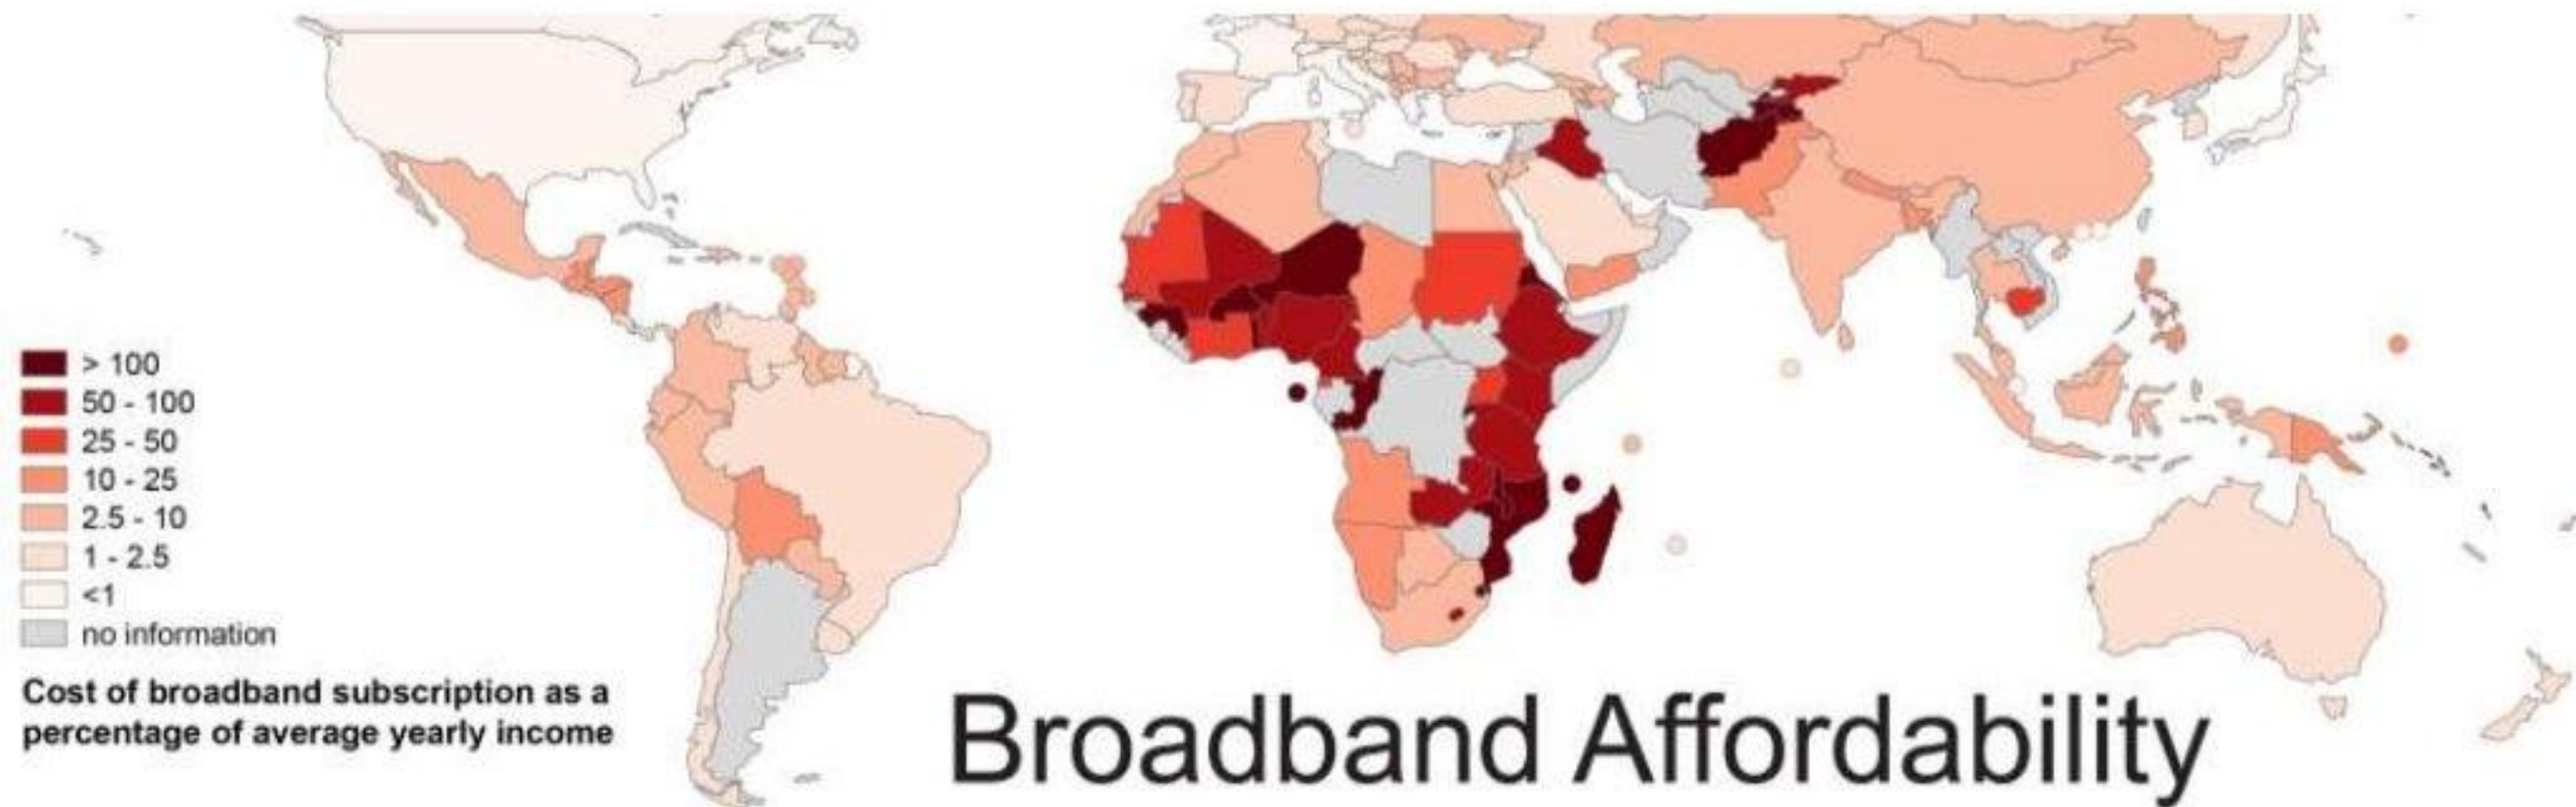 > 100
50 - 100
25 - 50
10 - 25
2.5 - 10
1 - 2.5
<1
no information
Cost of broadband subscription as a
percentage of average yearly income
Broadband Affordability